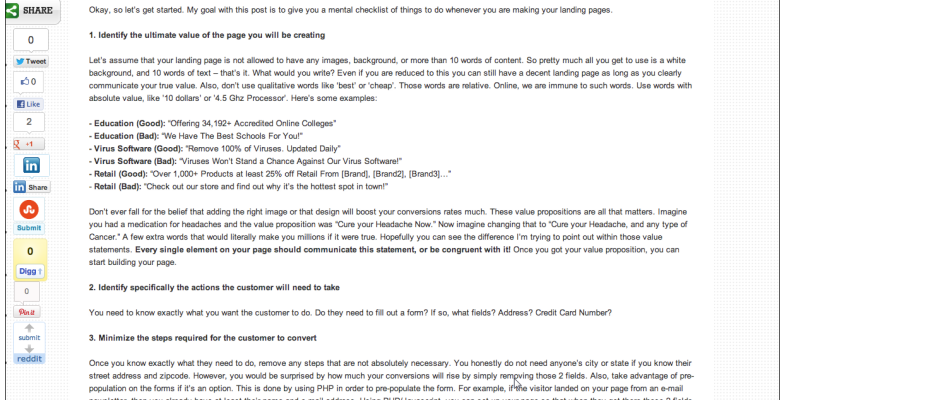 SHARE
0
Tweet
0
Like
2
+1
in
in Share
Submit
0
Digg
0
Pin it
submit
reddit
Okay, so let's get started. My goal with this post is to give you a mental checklist of things to do whenever you are making your landing pages.
1. Identify the ultimate value of the page you will be creating
Let's assume that your landing page is not allowed to have any images, background, or more than 10 words of content. So pretty much all you get to use is a white
background, and 10 words of text – that's it. What would you write? Even if you are reduced to this you can still have a decent landing page as long as you clearly
communicate your true value. Also, don't use qualitative words like 'best' or 'cheap'. Those words are relative. Online, we are immune to such words. Use words with
absolute value, like '10 dollars' or '4.5 Ghz Processor'. Here's some examples:
- Education (Good): "Offering 34,192+ Accredited Online Colleges"
- Education (Bad): "We Have The Best Schools For You!"
- Virus Software (Good): "Remove 100% of Viruses. Updated Daily"
- Virus Software (Bad): "Viruses Won't Stand a Chance Against Our Virus Software!"
- Retail (Good): "Over 1,000+ Products at least 25% off Retail From [Brand], [Brand2], [Brand3]..."
- Retail (Bad): "Check out our store and find out why it's the hottest spot in town!"
Don't ever fall for the belief that adding the right image or that design will boost your conversions rates much. These value propositions are all that matters. Imagine
you had a medication for headaches and the value proposition was "Cure your Headache Now." Now imagine changing that to "Cure your Headache, and any type of
Cancer." A few extra words that would literally make you millions if it were true. Hopefully you can see the difference I'm trying to point out within those value
statements. Every single element on your page should communicate this statement, or be congruent with it! Once you got your value proposition, you can
start building your page.
2. Identify specifically the actions the customer will need to take
You need to know exactly what you want the customer to do. Do they need to fill out a form? If so, what fields? Address? Credit Card Number?
3. Minimize the steps required for the customer to convert
Once you know exactly what they need to do, remove any steps that are not absolutely necessary. You honestly do not need anyone's city or state if you know their
street address and zipcode. However, you would be surprised by how much your conversions will rise by simply removing those 2 fields. Also, take advantage of pre-
population on the forms if it's an option. This is done by using PHP in order to pre-populate the form. For example, if the visitor landed on your page from an e-mail